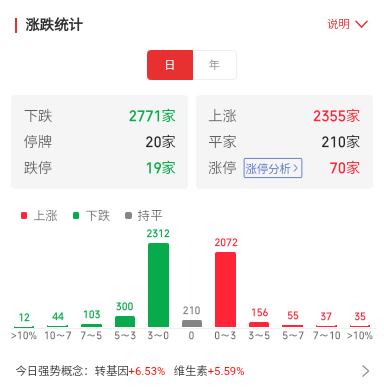 涨跌统计 说明
日 年
下跌 2771家 上涨 2355家
停牌 20家 平家 210家
跌停 19家 涨停 涨停分析 70家
上涨 下跌 持平
12 44 103 300 2312 210 2072 156 55 37 35
>10% 10~7 7~5 5~3 3~0 0 0~3 3~5 5~7 7~10 >10%
今日强势概念：转基因+6.53% 维生素+5.59%